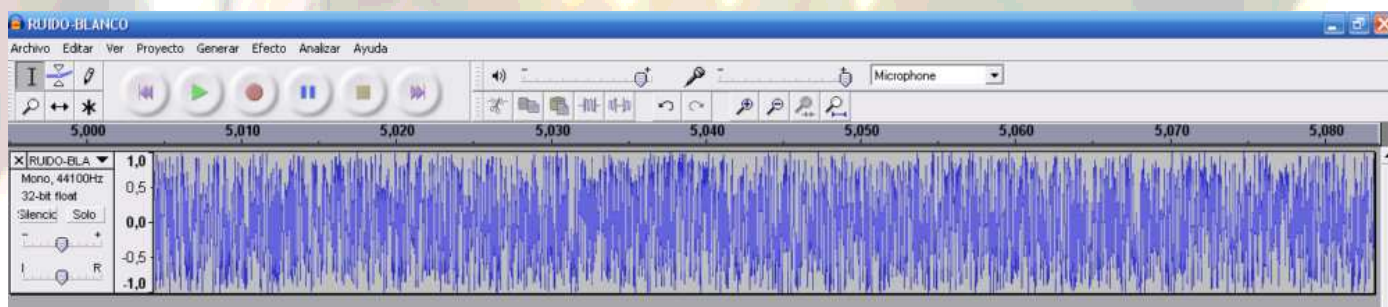 RUIDO-BLANCO
Archivo Editar Ver Proyecto Generar Efecto Analizar Ayuda
Microphone
5,000 5,010 5,020 5,030 5,040 5,050 5,060 5,070 5,080
X RUIDO-BLA 1,0
Mono, 44100Hz
0,5
32-bit float
Silencic Solo
0,0
- +
-0,5
I R
-1,0